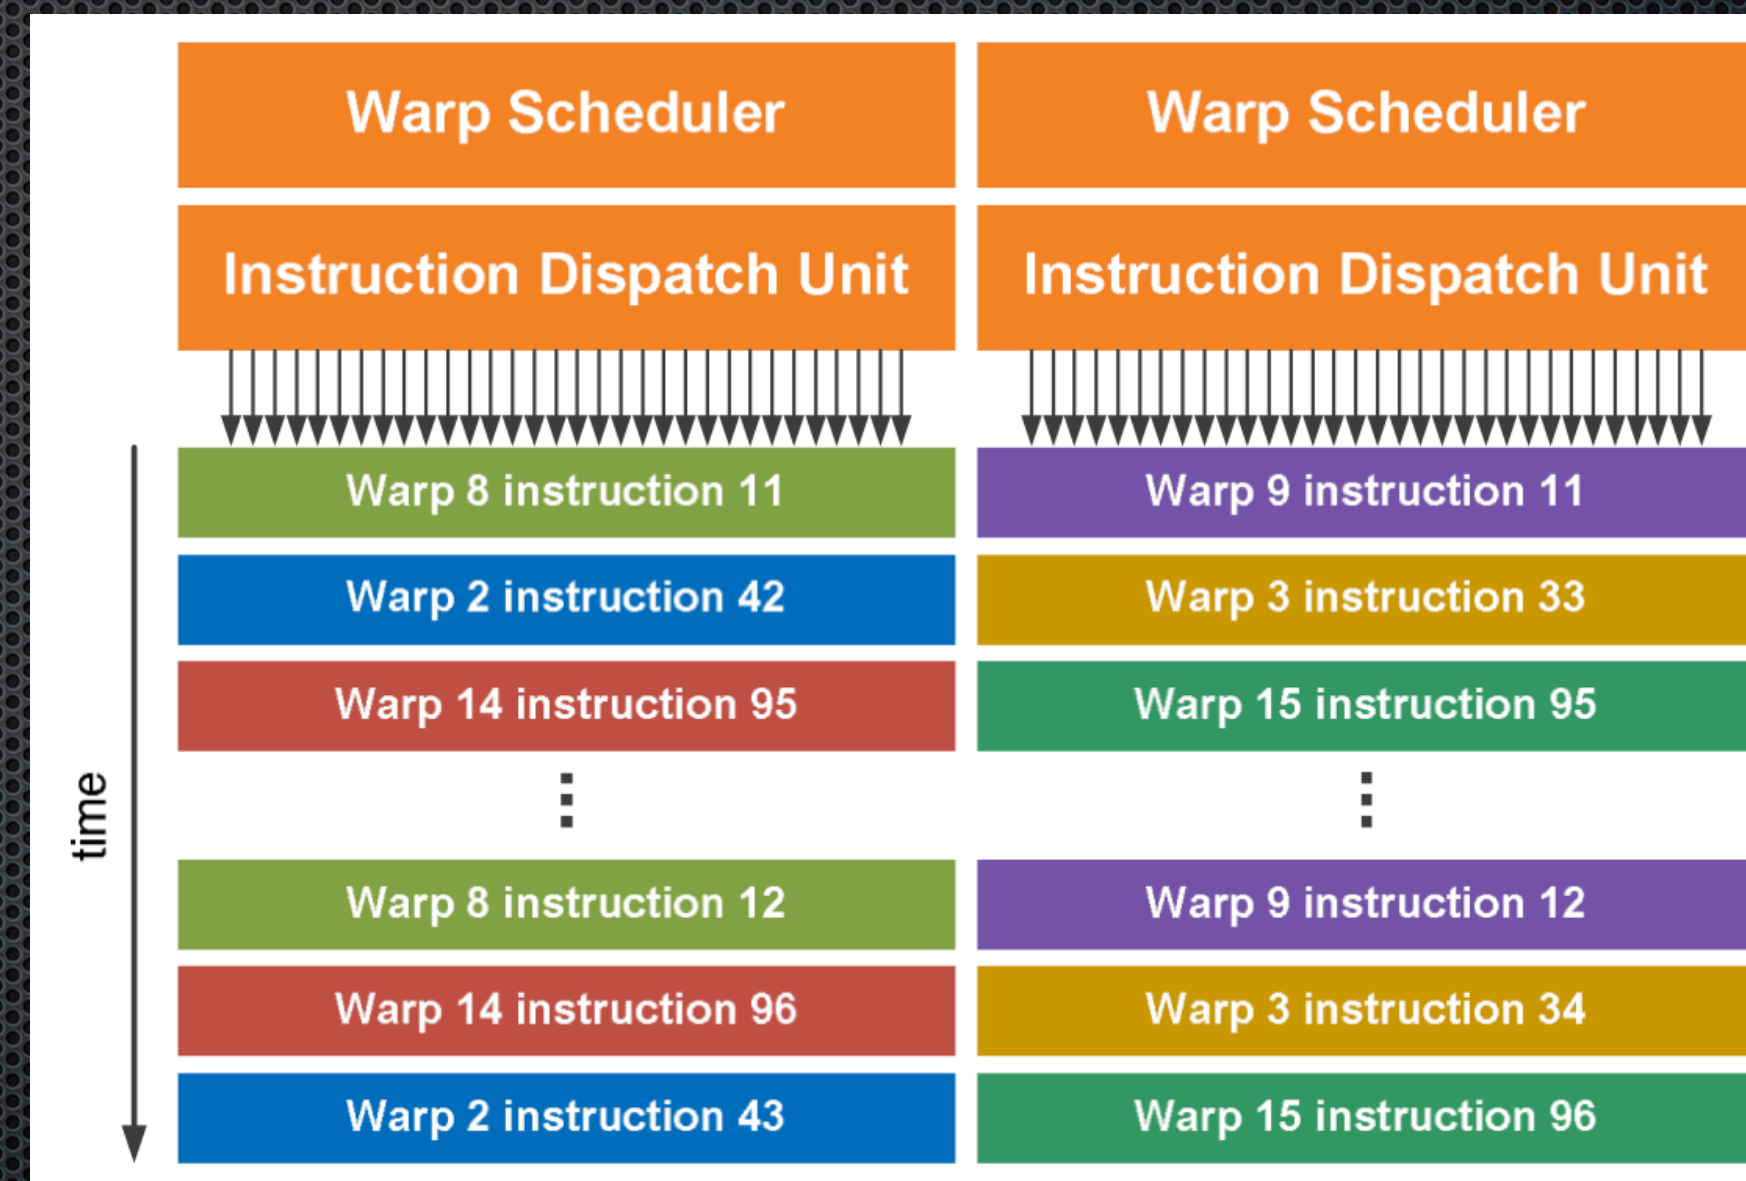 Warp Scheduler
Warp Scheduler
Instruction Dispatch Unit
Instruction Dispatch Unit
time
Warp 8 instruction 11
Warp 9 instruction 11
Warp 2 instruction 42
Warp 3 instruction 33
Warp 14 instruction 95
Warp 15 instruction 95
Warp 8 instruction 12
Warp 9 instruction 12
Warp 14 instruction 96
Warp 3 instruction 34
Warp 2 instruction 43
Warp 15 instruction 96